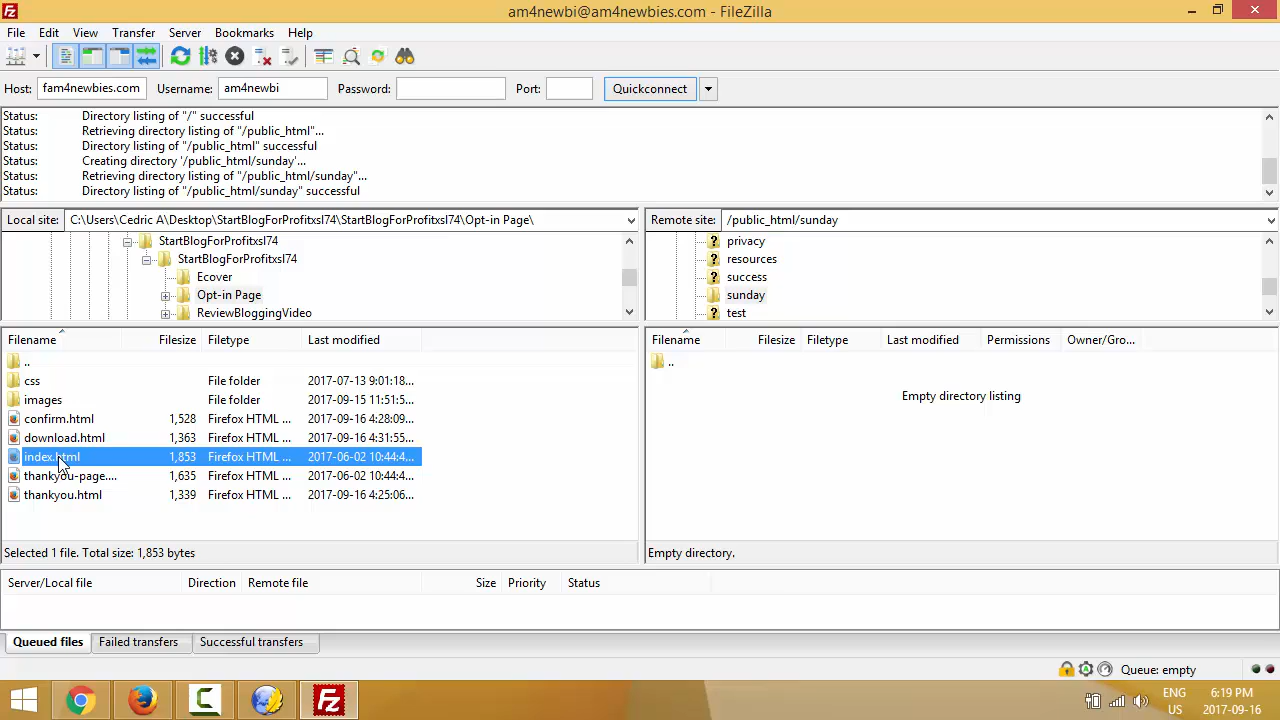 am4newbi@am4newbies.com - FileZilla
File Edit View Transfer Server Bookmarks Help
Host: fam4newbies.com Username: am4newbi Password: Port: Quickconnect
Status: Directory listing of "/" successful
Status: Retrieving directory listing of "/public_html"...
Status: Directory listing of "/public_html" successful
Status: Creating directory '/public_html/sunday'...
Status: Retrieving directory listing of "/public_html/sunday"...
Status: Directory listing of "/public_html/sunday" successful
Local site: C:\Users\Cedric A\Desktop\StartBlogForProfitxsl74\StartBlogForProfitxsl74\Opt-in Page\
StartBlogForProfitxsl74
StartBlogForProfitxsl74
Ecover
Opt-in Page
ReviewBloggingVideo
Remote site: /public_html/sunday
privacy
resources
success
sunday
test
Filename Filesize Filetype Last modified
..
css File folder 2017-07-13 9:01:18...
images File folder 2017-09-15 11:51:5...
confirm.html 1,528 Firefox HTML ... 2017-09-16 4:28:09...
download.html 1,363 Firefox HTML ... 2017-09-16 4:31:55...
index.html 1,853 Firefox HTML ... 2017-06-02 10:44:4...
thankyou-page.... 1,635 Firefox HTML ... 2017-06-02 10:44:4...
thankyou.html 1,339 Firefox HTML ... 2017-09-16 4:25:06...
Selected 1 file. Total size: 1,853 bytes
Filename Filesize Filetype Last modified Permissions Owner/Gro...
..
Empty directory listing
Empty directory.
Server/Local file Direction Remote file Size Priority Status
Queued files Failed transfers Successful transfers
Queue: empty
ENG 6:19 PM
US 2017-09-16